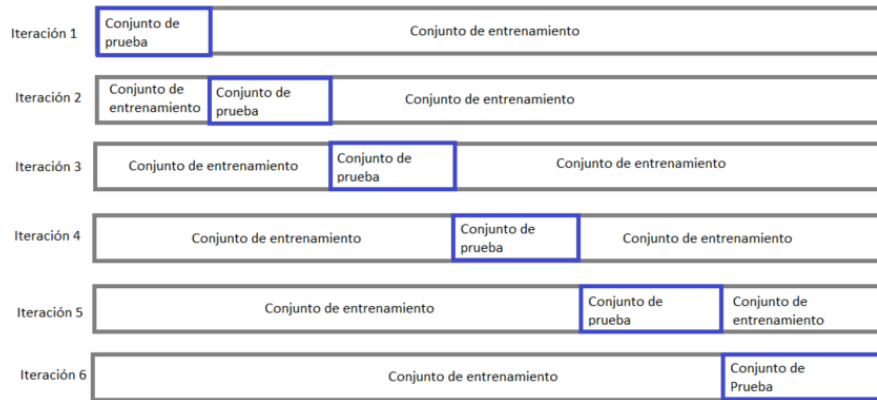 Iteración 1
Conjunto de
prueba
Conjunto de entrenamiento
Iteración 2
Conjunto de
entrenamiento
Conjunto de
prueba
Conjunto de entrenamiento
Iteración 3
Conjunto de entrenamiento
Conjunto de
prueba
Conjunto de entrenamiento
Iteración 4
Conjunto de entrenamiento
Conjunto de
prueba
Conjunto de entrenamiento
Iteración 5
Conjunto de entrenamiento
Conjunto de
prueba
Conjunto de
entrenamiento
Iteración 6
Conjunto de entrenamiento
Conjunto de
Prueba